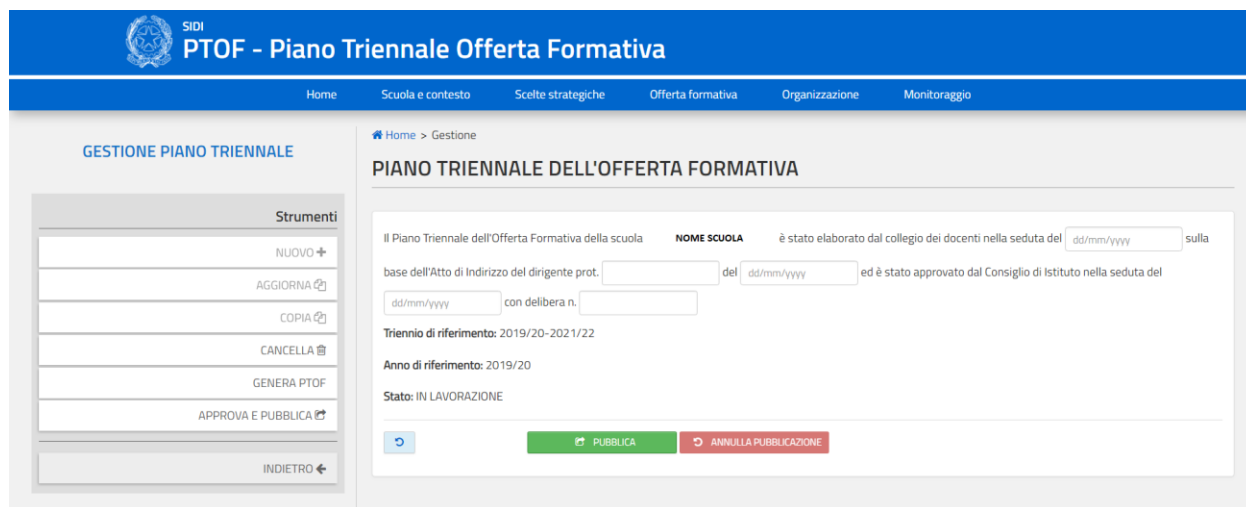 SIDI
PTOF - Piano Triennale Offerta Formativa
Home Scuola e contesto Scelte strategiche Offerta formativa Organizzazione Monitoraggio
GESTIONE PIANO TRIENNALE
Strumenti
NUOVO
AGGIORNA
COPIA
CANCELLA
GENERA PTOF
APPROVA E PUBBLICA
INDIETRO
Home > Gestione
PIANO TRIENNALE DELL'OFFERTA FORMATIVA
Il Piano Triennale dell'Offerta Formativa della scuola NOME SCUOLA è stato elaborato dal collegio dei docenti nella seduta del dd/mm/yyyy sulla
base dell'Atto di Indirizzo del dirigente prot. del dd/mm/yyyy ed è stato approvato dal Consiglio di Istituto nella seduta del
dd/mm/yyyy con delibera n.
Triennio di riferimento: 2019/20-2021/22
Anno di riferimento: 2019/20
Stato: IN LAVORAZIONE
PUBBLICA ANNULLA PUBBLICAZIONE